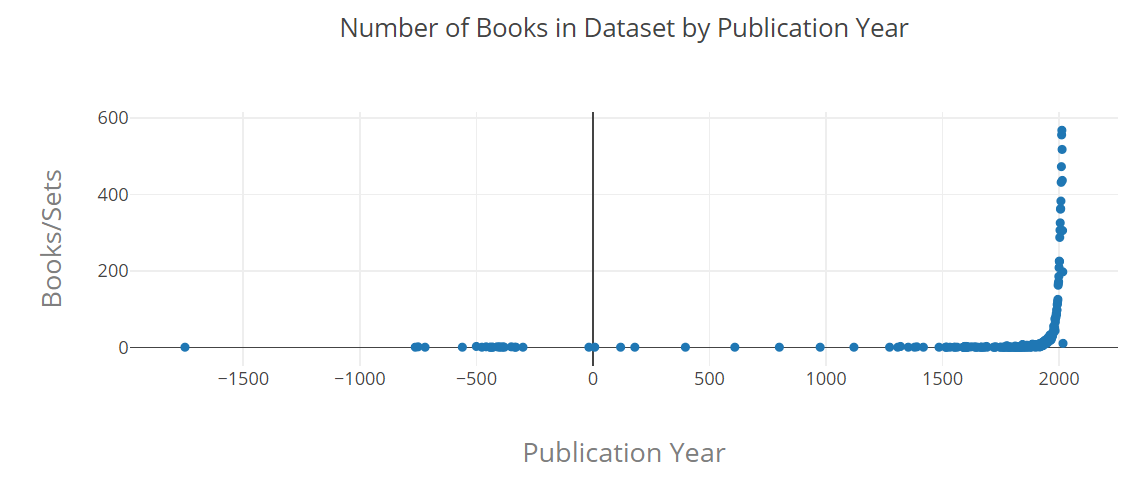 Number of Books in Dataset by Publication Year
600
400
200
0
Books/Sets
−1500 −1000 −500 0 500 1000 1500 2000
Publication Year